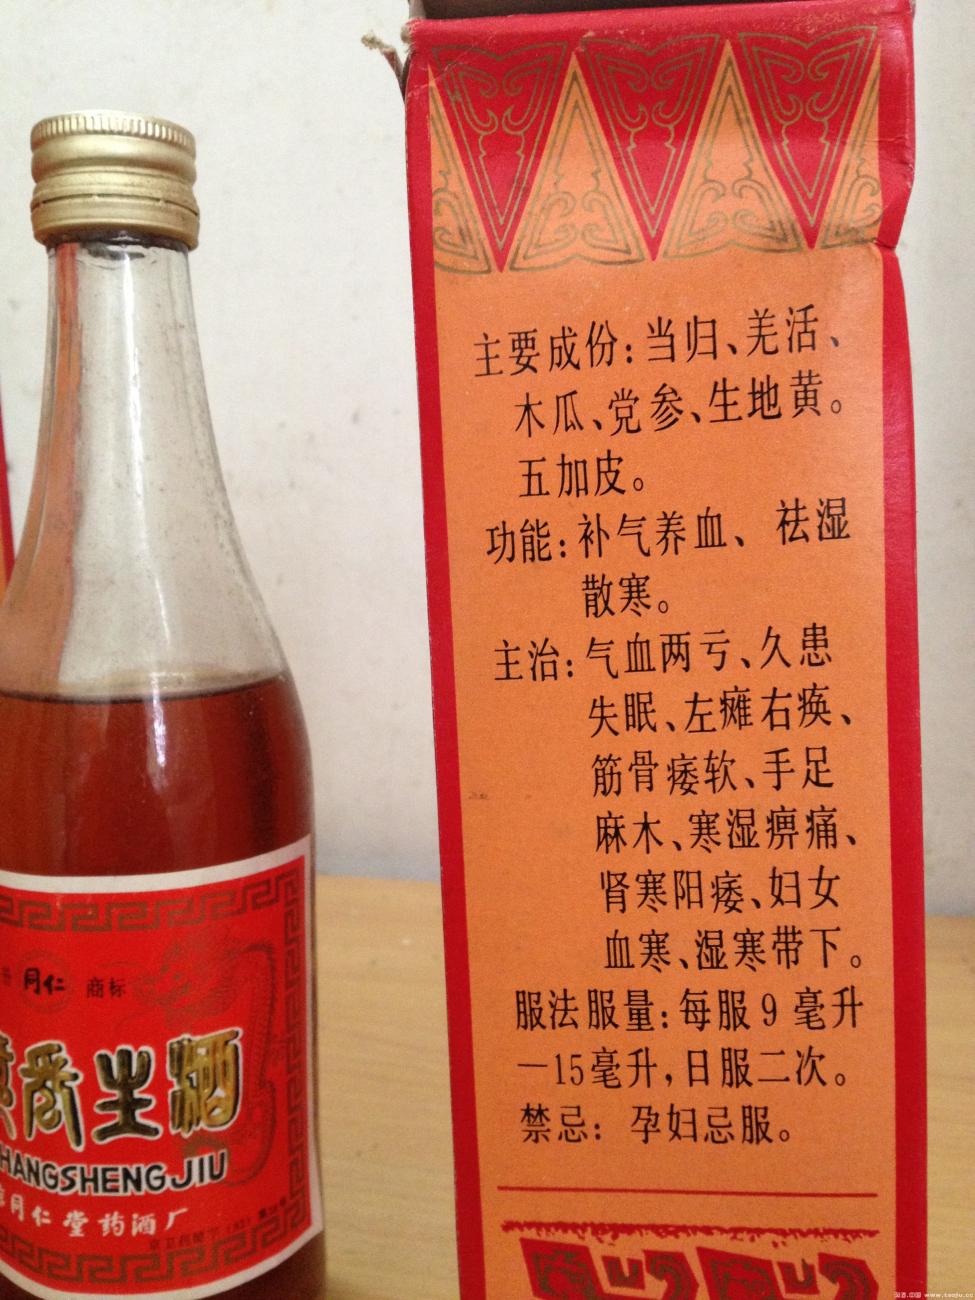 主要成份：当归、羌活、
木瓜、党参、生地黄。
五加皮。
功能：补气养血、祛湿
散寒。
主治：气血两亏、久患
失眠、左瘫右痪、
筋骨痿软、手足
麻木、寒湿痹痛、
肾寒阳痿、妇女
血寒、湿寒带下。
服法服量：每服9毫升
—15毫升，日服二次。
禁忌：孕妇忌服。
同仁 商标
生酒
HANGSHENGJIU
同仁堂药酒厂
www.taojiu.cc